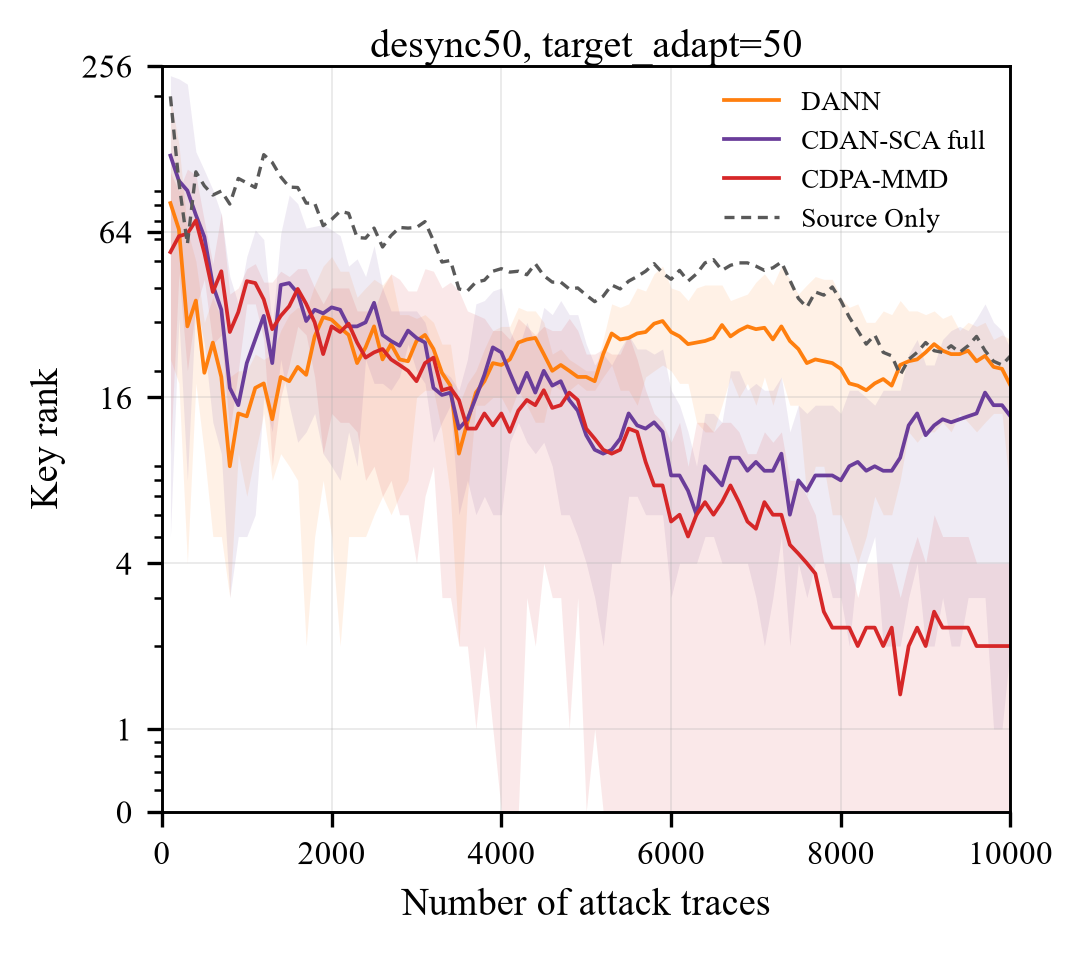 desync50, target_adapt=50
256
64
16
4
1
0
Key rank
DANN
CDAN-SCA full
CDPA-MMD
Source Only
0 2000 4000 6000 8000 10000
Number of attack traces